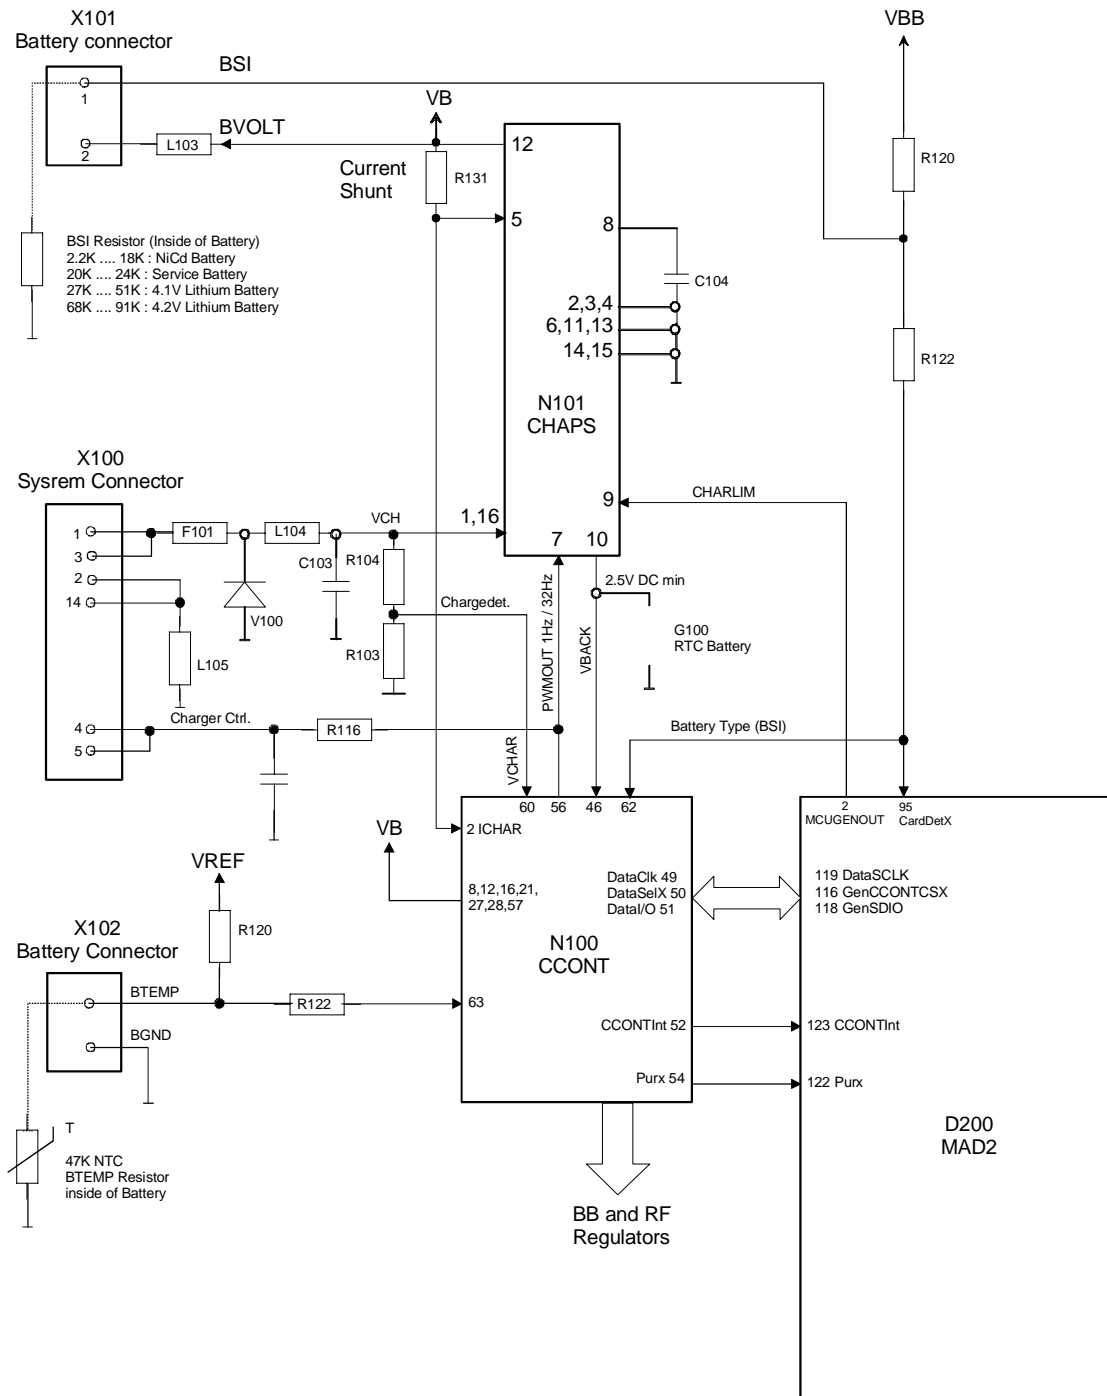 X101
Battery connector
BSI
1
2
L103
BVOLT
VB
Current
Shunt
R131
12
5
8
C104
2,3,4
6,11,13
14,15
N101
CHAPS
9
1,16
7
10
VBB
R120
R122
BSI Resistor (Inside of Battery)
2.2K .... 18K : NiCd Battery
20K .... 24K : Service Battery
27K .... 51K : 4.1V Lithium Battery
68K .... 91K : 4.2V Lithium Battery
X100
Sysrem Connector
1
3
2
14
4
5
F101
L104
VCH
V100
C103
R104
R103
Chargedet.
L105
Charger Ctrl.
R116
CHARLIM
2.5V DC min
G100
RTC Battery
PWMOUT 1Hz / 32Hz
VBACK
VCHAR
Battery Type (BSI)
60
56
46
62
2 ICHAR
VB
8,12,16,21,
27,28,57
DataClk 49
DataSelX 50
DataI/O 51
N100
CCONT
63
CCONTInt 52
Purx 54
2
MCUGENOUT
95
CardDetX
119 DataSCLK
116 GenCCONTCSX
118 GenSDIO
123 CCONTInt
122 Purx
D200
MAD2
VREF
R120
X102
Battery Connector
BTEMP
R122
BGND
T
47K NTC
BTEMP Resistor
inside of Battery
BB and RF
Regulators